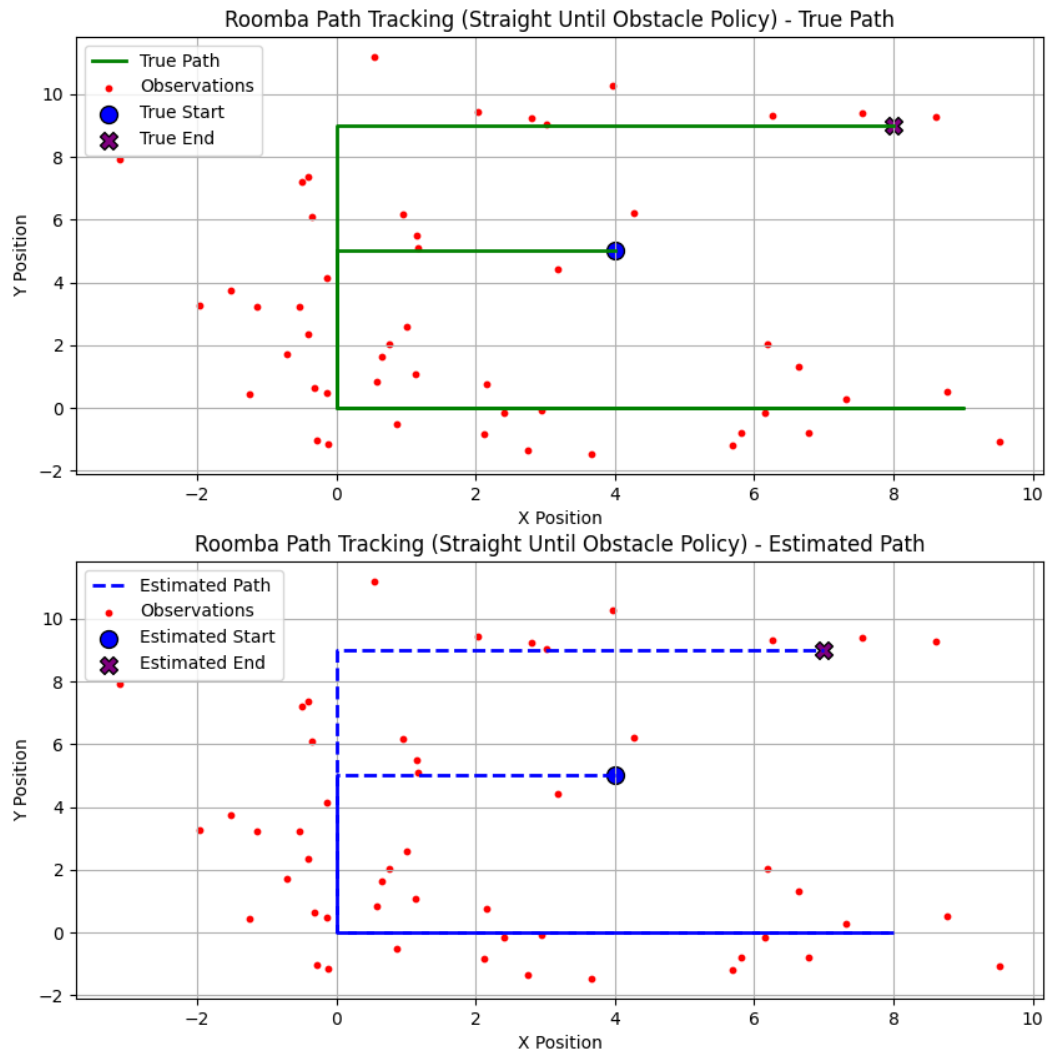 Roomba Path Tracking (Straight Until Obstacle Policy) - True Path
True Path
Observations
True Start
True End
Y Position
10
8
6
4
2
0
−2
−2 0 2 4 6 8 10
X Position
Roomba Path Tracking (Straight Until Obstacle Policy) - Estimated Path
Estimated Path
Observations
Estimated Start
Estimated End
Y Position
10
8
6
4
2
0
−2
−2 0 2 4 6 8 10
X Position